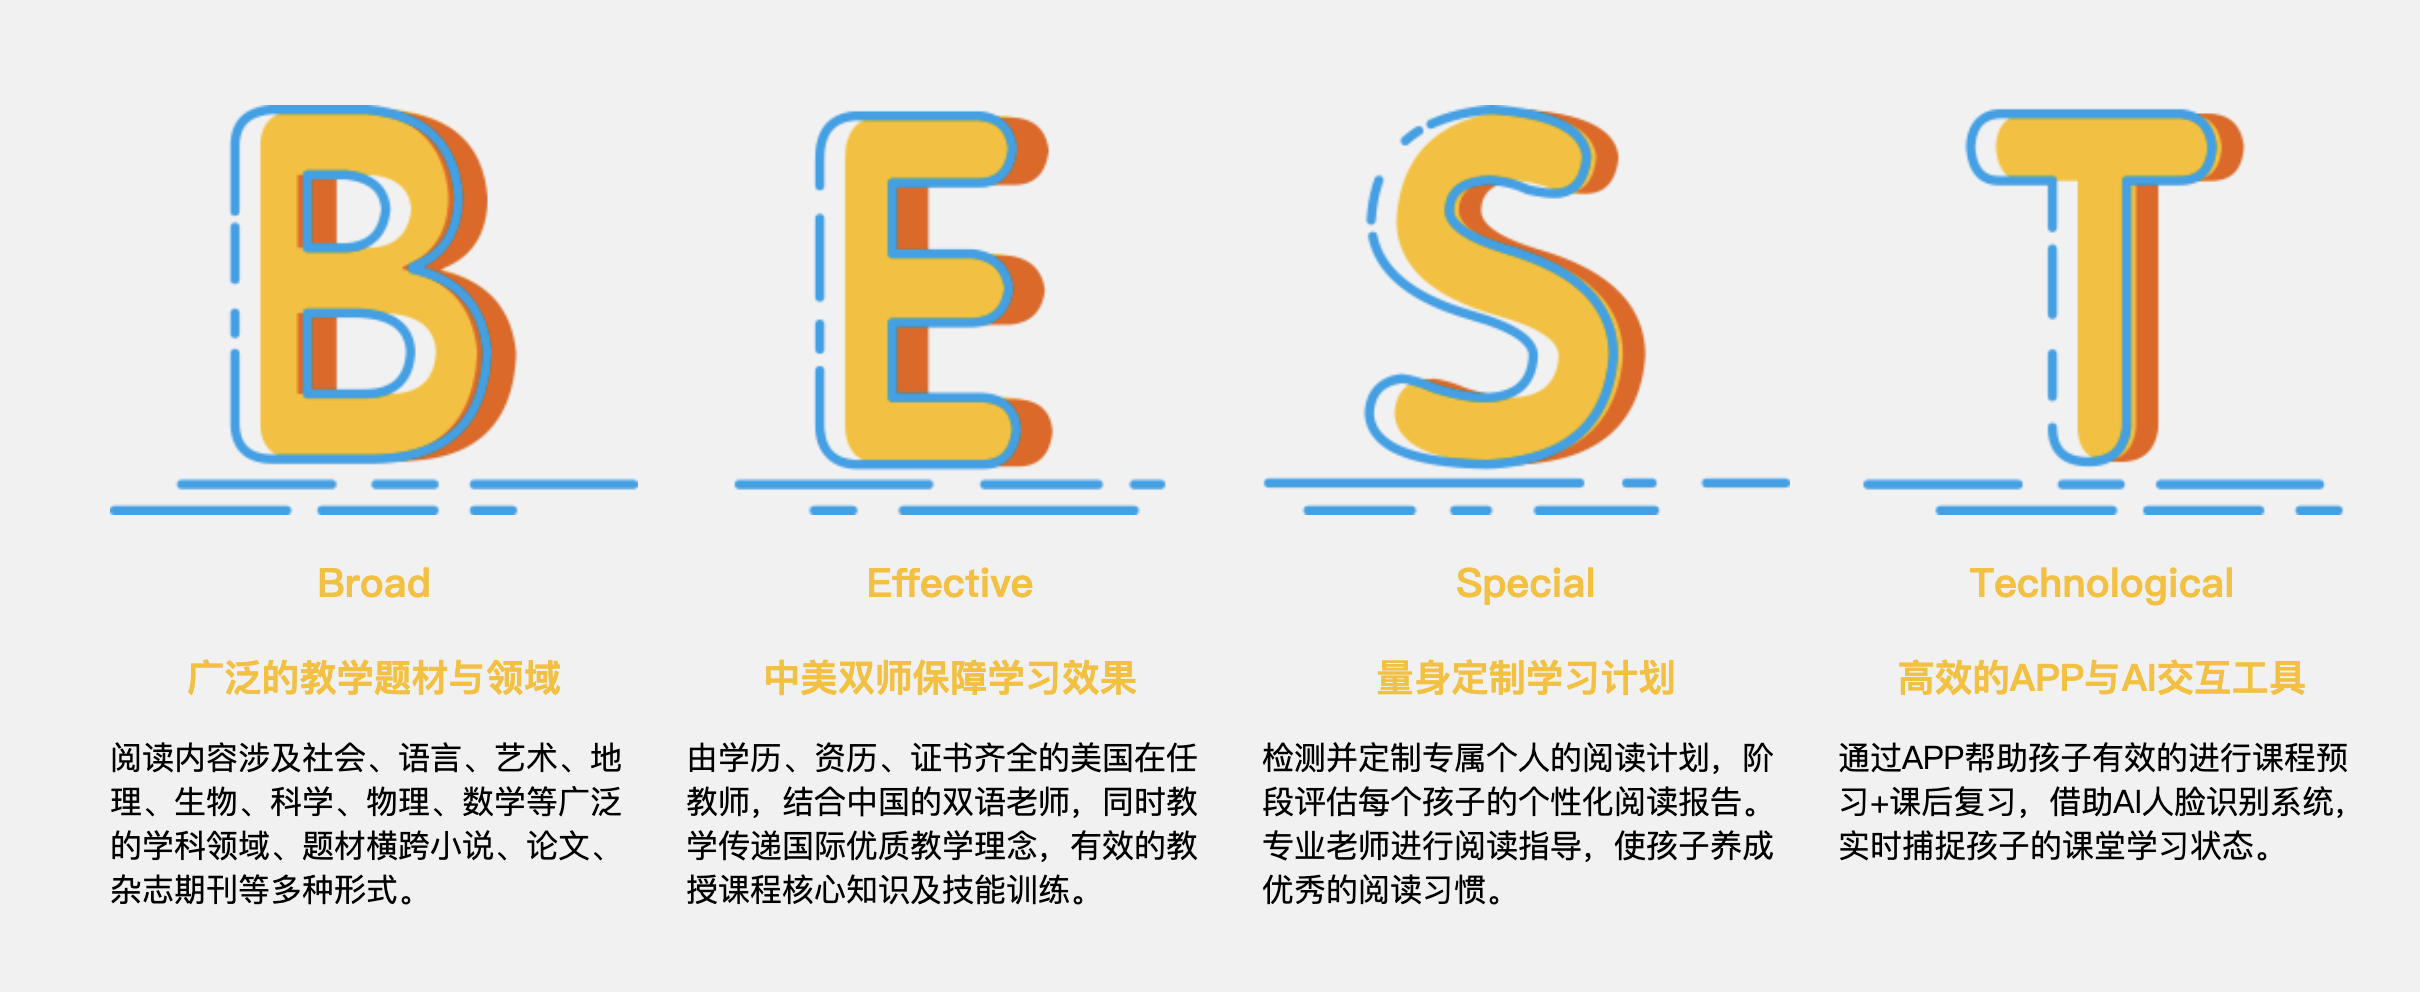 B
Broad
广泛的教学题材与领域
阅读内容涉及社会、语言、艺术、地
理、生物、科学、物理、数学等广泛
的学科领域、题材横跨小说、论文、
杂志期刊等多种形式。
E
Effective
中美双师保障学习效果
由学历、资历、证书齐全的美国在任
教师，结合中国的双语老师，同时教
学传递国际优质教学理念，有效的教
授课程核心知识及技能训练。
S
Special
量身定制学习计划
检测并定制专属个人的阅读计划，阶
段评估每个孩子的个性化阅读报告。
专业老师进行阅读指导，使孩子养成
优秀的阅读习惯。
T
Technological
高效的APP与AI交互工具
通过APP帮助孩子有效的进行课程预
习+课后复习，借助AI人脸识别系统，
实时捕捉孩子的课堂学习状态。